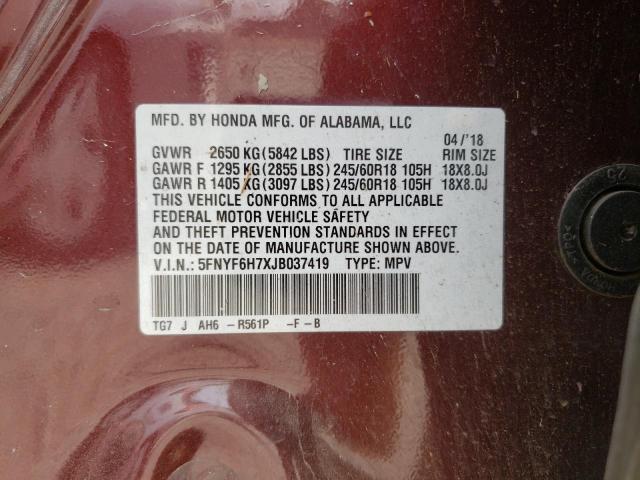 MFD. BY HONDA MFG. OF ALABAMA, LLC
04/'18
GVWR 2650 KG (5842 LBS) TIRE SIZE RIM SIZE
GAWR F 1295 KG (2855 LBS) 245/60R18 105H 18X8.0J
GAWR R 1405 KG (3097 LBS) 245/60R18 105H 18X8.0J
THIS VEHICLE CONFORMS TO ALL APPLICABLE
FEDERAL MOTOR VEHICLE SAFETY
AND THEFT PREVENTION STANDARDS IN EFFECT
ON THE DATE OF MANUFACTURE SHOWN ABOVE.
V.I.N.: 5FNYF6H7XJB037419 TYPE: MPV
TG7 J AH6 -R561P -F-B
HONDA
25